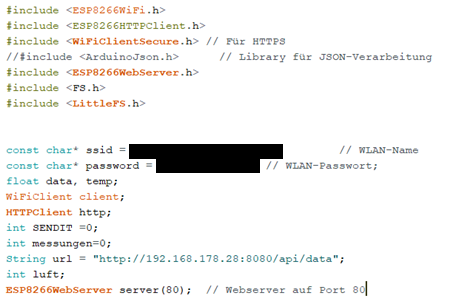 #include <ESP8266WiFi.h>
#include <ESP8266HTTPClient.h>
#include <WiFiClientSecure.h> // Für HTTPS
//#include <ArduinoJson.h> // Library für JSON-Verarbeitung
#include <ESP8266WebServer.h>
#include <FS.h>
#include <LittleFS.h>
const char* ssid = // WLAN-Name
const char* password = // WLAN-Passwort;
float data, temp;
WiFiClient client;
HTTPClient http;
int SENDIT =0;
int messungen=0;
String url = "http://192.168.178.28:8080/api/data";
int luft;
ESP8266WebServer server(80); // Webserver auf Port 80